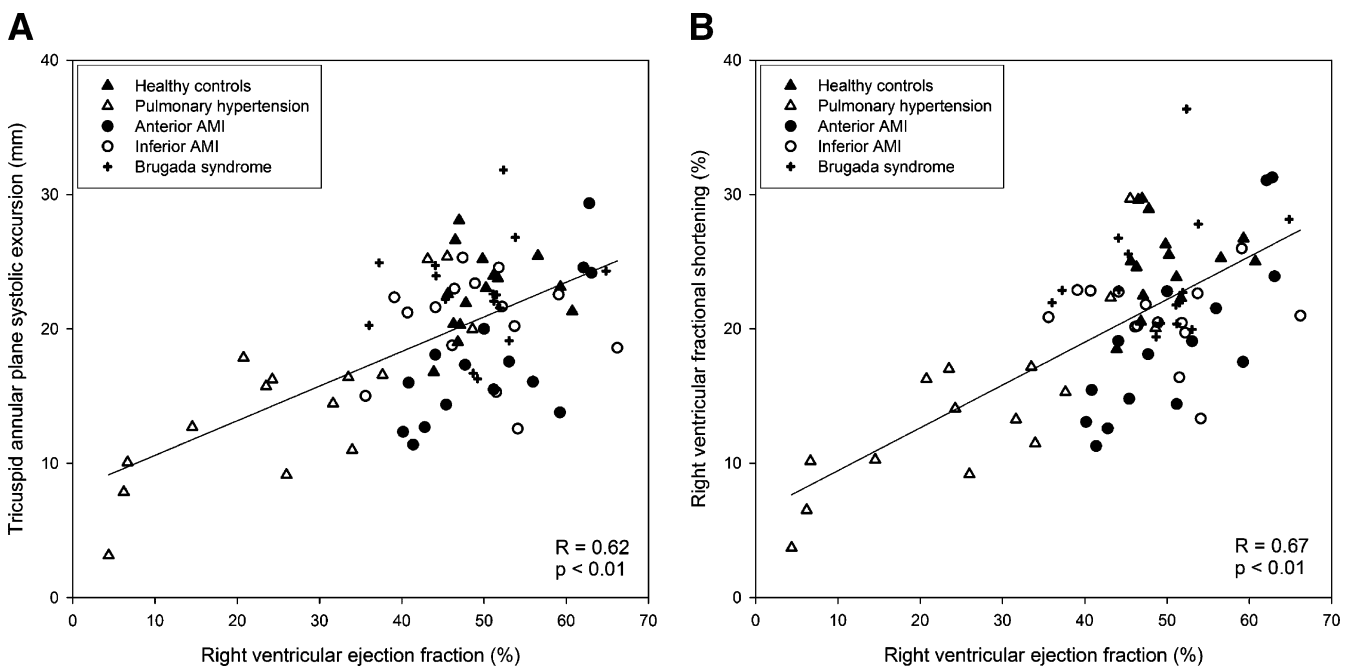 A
Tricuspid annular plane systolic excursion (mm)
40
30
20
10
0
Healthy controls
Pulmonary hypertension
Anterior AMI
Inferior AMI
Brugada syndrome
R = 0.62
p < 0.01
0 10 20 30 40 50 60 70
Right ventricular ejection fraction (%)
B
Right ventricular fractional shortening (%)
40
30
20
10
0
Healthy controls
Pulmonary hypertension
Anterior AMI
Inferior AMI
Brugada syndrome
R = 0.67
p < 0.01
0 10 20 30 40 50 60 70
Right ventricular ejection fraction (%)